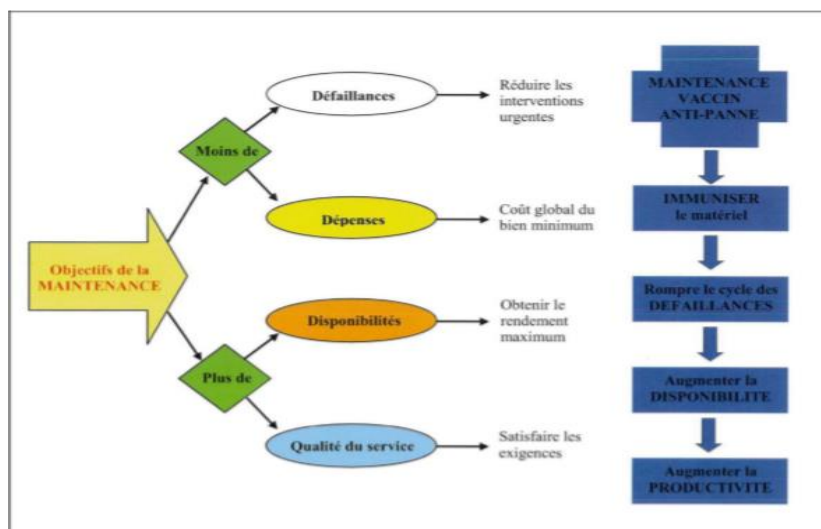 Défaillances
Réduire les
interventions
urgentes
Moins de
Dépenses
Coût global du
bien minimum
Objectifs de la
MAINTENANCE
Disponibilités
Obtenir le
rendement
maximum
Plus de
Qualité du service
Satisfaire les
exigences
MAINTENANCE
VACCIN
ANTI-PANNE
IMMUNISER
le matériel
Rompre le cycle des
DEFAILLANCES
Augmenter la
DISPONIBILITE
Augmenter la
PRODUCTIVITE